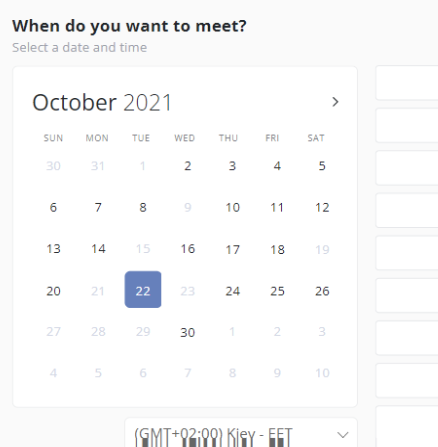 When do you want to meet?
Select a date and time
October 2021
SUN MON TUE WED THU FRI SAT
30 31 1 2 3 4 5
6 7 8 9 10 11 12
13 14 15 16 17 18 19
20 21 22 23 24 25 26
27 28 29 30 1 2 3
4 5 6 7 8 9 10
(GMT+02:00) Kiev - EET